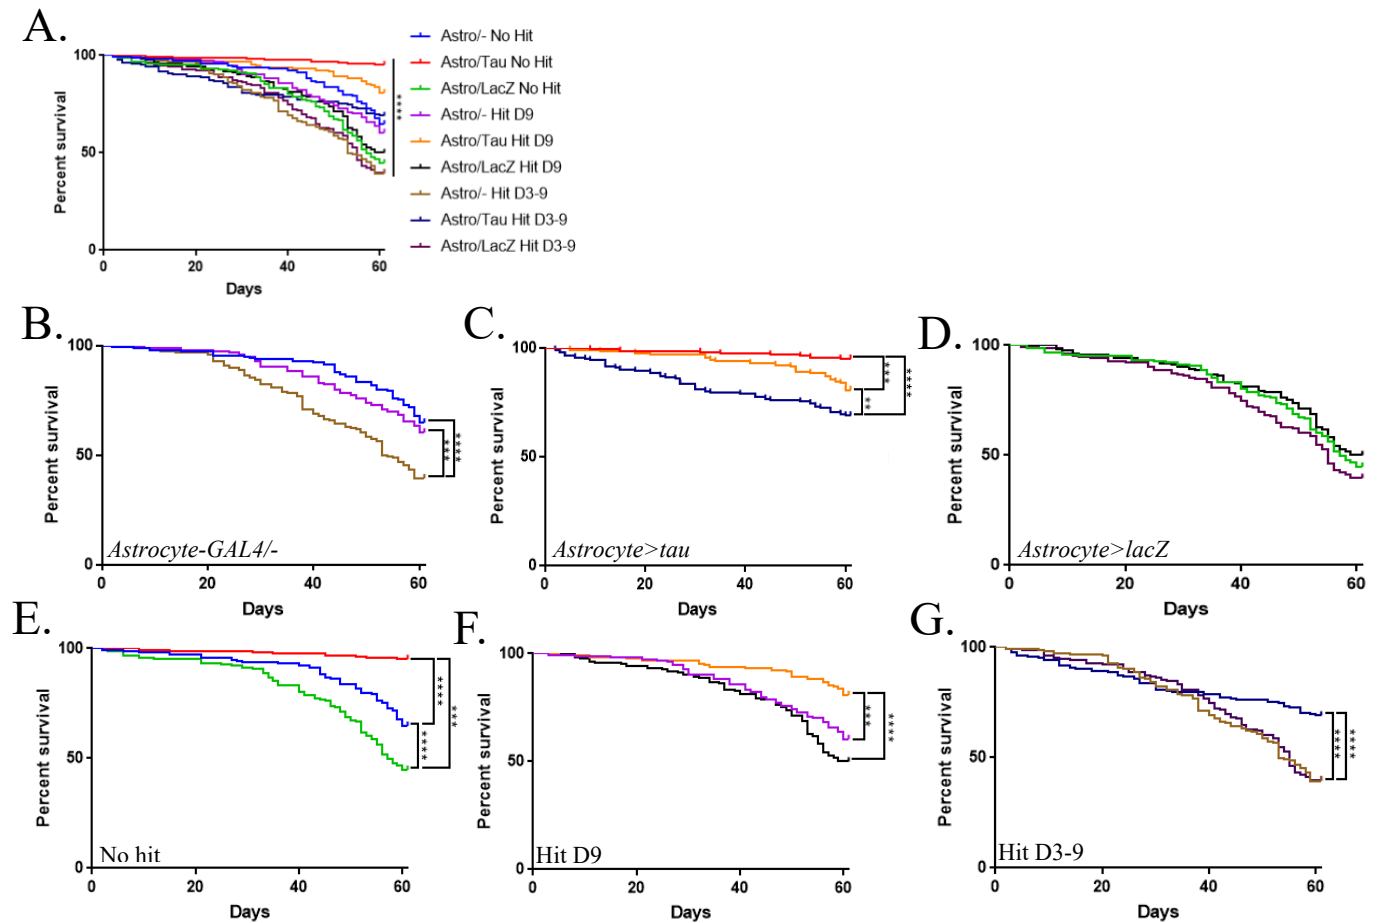 A.
Astro/- No Hit
Astro/Tau No Hit
Astro/LacZ No Hit
Astro/- Hit D9
Astro/Tau Hit D9
Astro/LacZ Hit D9
Astro/- Hit D3-9
Astro/Tau Hit D3-9
Astro/LacZ Hit D3-9
Percent survival
100
50
0
0 20 40 60
Days
****
B.
Percent survival
100
50
0
0 20 40 60
Days
Astrocyte-GAL4/-
***
****
C.
Percent survival
100
50
0
0 20 40 60
Days
Astrocyte>tau
***
**
****
D.
Percent survival
100
50
0
0 20 40 60
Days
Astrocyte>lacZ
E.
Percent survival
100
50
0
0 20 40 60
Days
No hit
****
****
***
F.
Percent survival
100
50
0
0 20 40 60
Days
Hit D9
***
****
G.
Percent survival
100
50
0
0 20 40 60
Days
Hit D3-9
****
****